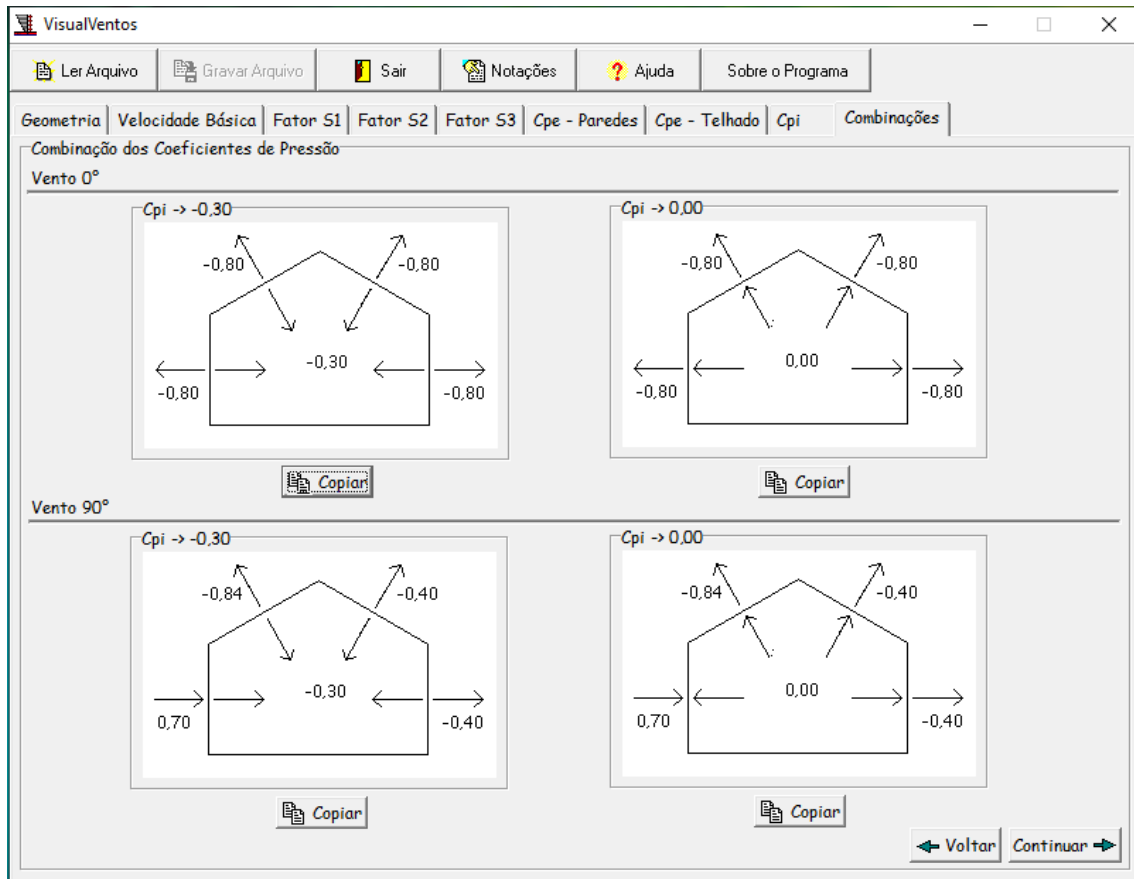 VisualVentos
Ler Arquivo Gravar Arquivo Sair Notações Ajuda Sobre o Programa
Geometria Velocidade Básica Fator S1 Fator S2 Fator S3 Cpe - Paredes Cpe - Telhado Cpi Combinações
Combinação dos Coeficientes de Pressão
Vento 0°
Cpi -> -0,30
-0,80 -0,80
-0,30
-0,80 -0,80
Copiar
Cpi -> 0,00
-0,80 -0,80
0,00
-0,80 -0,80
Copiar
Vento 90°
Cpi -> -0,30
-0,84 -0,40
-0,30
0,70 -0,40
Copiar
Cpi -> 0,00
-0,84 -0,40
0,00
0,70 -0,40
Copiar
Voltar Continuar